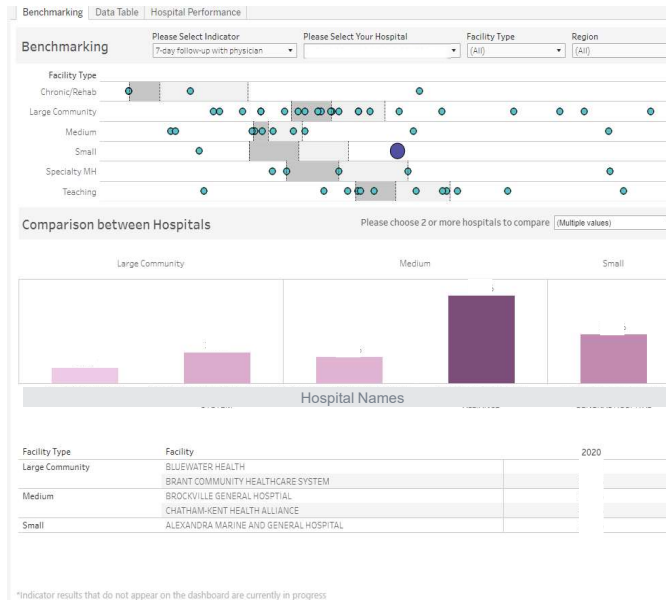 Benchmarking Data Table Hospital Performance
Please Select Indicator Please Select Your Hospital Facility Type Region
Benchmarking
7-day follow-up with physician (All) (All)
Facility Type
Chronic/Rehab
Large Community
Medium
Small
Specialty MH
Teaching
Comparison between Hospitals Please choose 2 or more hospitals to compare (Multiple values)
Large Community Medium Small
Hospital Names
Facility Type Facility 2020
Large Community BLUEWATER HEALTH
BRANT COMMUNITY HEALTHCARE SYSTEM
Medium BROCKVILLE GENERAL HOSPTIAL
CHATHAM-KENT HEALTH ALLIANCE
Small ALEXANDRA MARINE AND GENERAL HOSPITAL
*Indicator results that do not appear on the dashboard are currently in progress